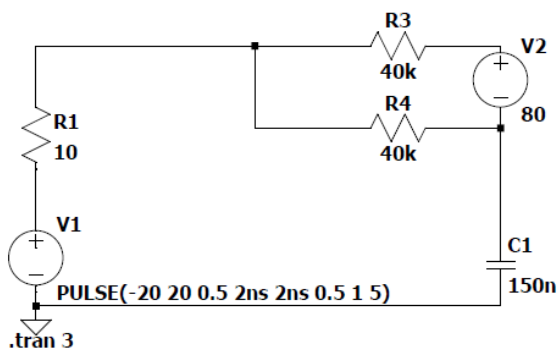 R3
V2
40k
R4
80
R1
10
40k
V1
C1
PULSE(-20 20 0.5 2ns 2ns 0.5 1 5)
150n
.tran 3